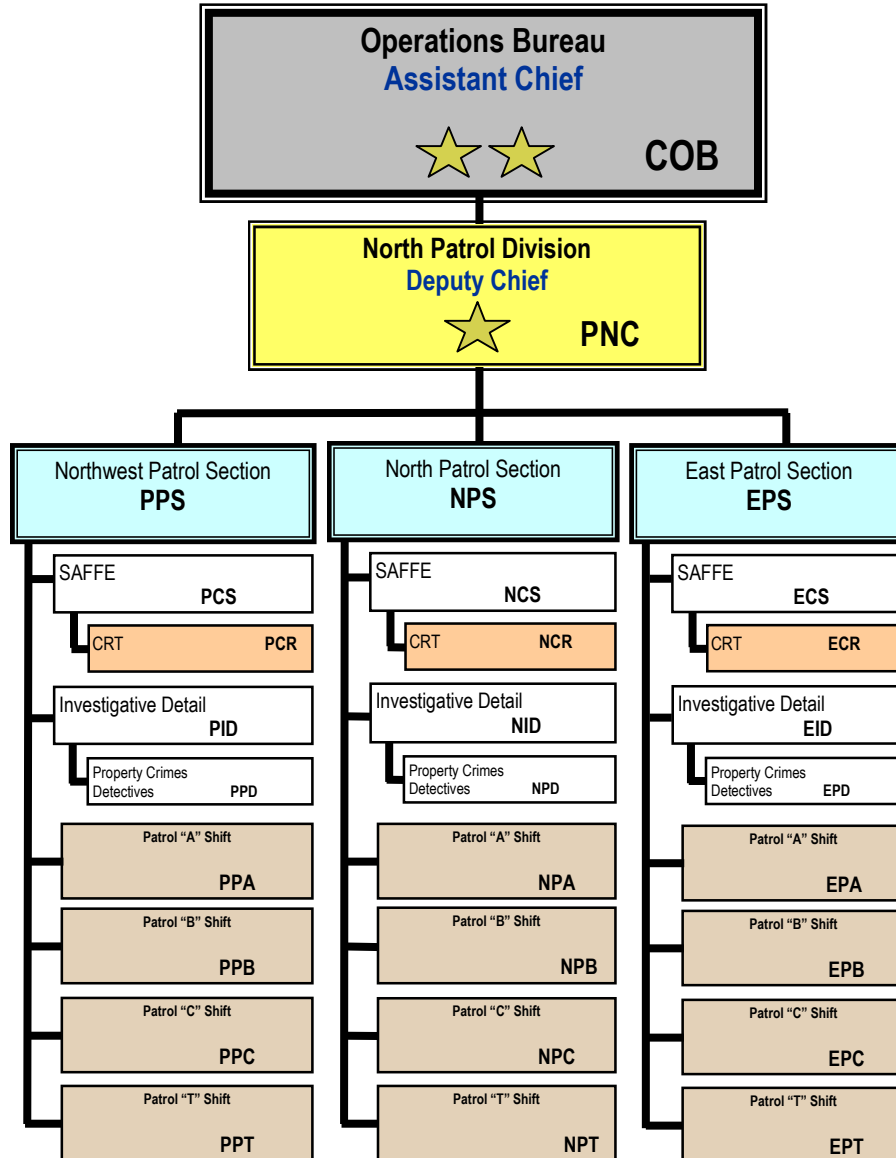 Operations Bureau
Assistant Chief
COB
North Patrol Division
Deputy Chief
PNC
Northwest Patrol Section
PPS
SAFFE
PCS
CRT PCR
Investigative Detail
PID
Property Crimes
Detectives PPD
Patrol “A” Shift
PPA
Patrol “B” Shift
PPB
Patrol “C” Shift
PPC
Patrol “T” Shift
PPT
North Patrol Section
NPS
SAFFE
NCS
CRT NCR
Investigative Detail
NID
Property Crimes
Detectives NPD
Patrol “A” Shift
NPA
Patrol “B” Shift
NPB
Patrol “C” Shift
NPC
Patrol “T” Shift
NPT
East Patrol Section
EPS
SAFFE
ECS
CRT ECR
Investigative Detail
EID
Property Crimes
Detectives EPD
Patrol “A” Shift
EPA
Patrol “B” Shift
EPB
Patrol “C” Shift
EPC
Patrol “T” Shift
EPT